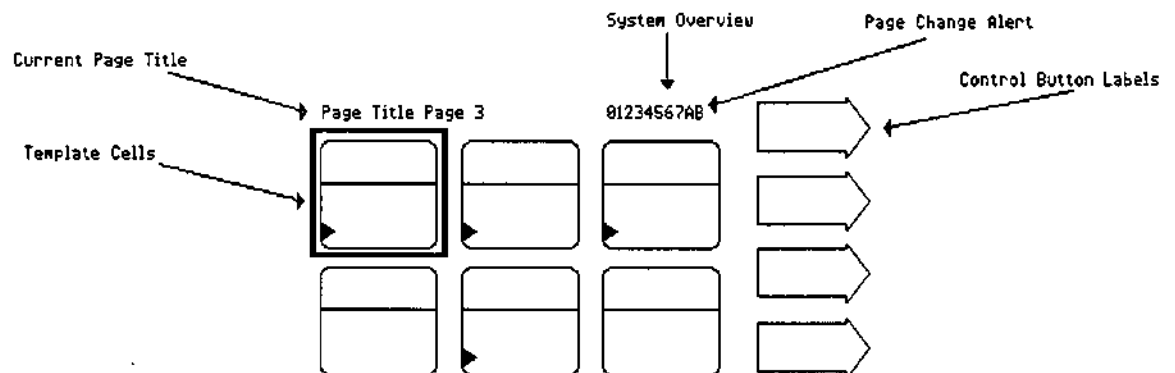 System Overview
Page Change Alert
Current Page Title
Control Button Labels
Page Title Page 3
01234567AB
Template Cells